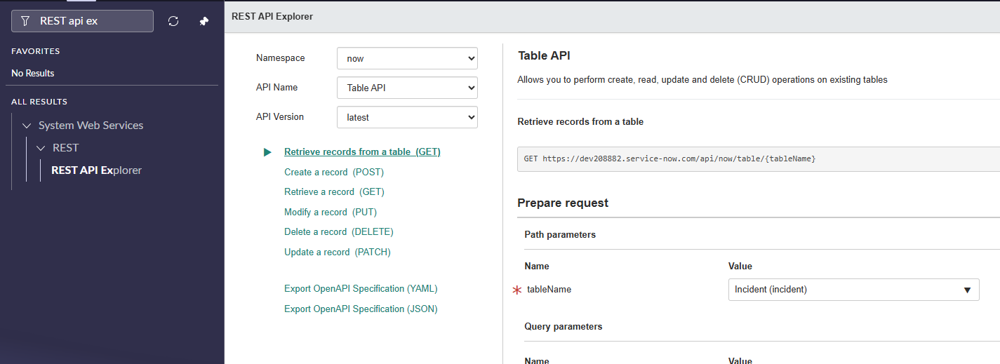 REST api ex
FAVORITES
No Results
ALL RESULTS
System Web Services
REST
REST API Explorer
REST API Explorer
Namespace now
API Name Table API
API Version latest
Retrieve records from a table (GET)
Create a record (POST)
Retrieve a record (GET)
Modify a record (PUT)
Delete a record (DELETE)
Update a record (PATCH)
Export OpenAPI Specification (YAML)
Export OpenAPI Specification (JSON)
Table API
Allows you to perform create, read, update and delete (CRUD) operations on existing tables
Retrieve records from a table
GET https://dev208882.service-now.com/api/now/table/{tableName}
Prepare request
Path parameters
Name Value
* tableName Incident (incident)
Query parameters
Name Value